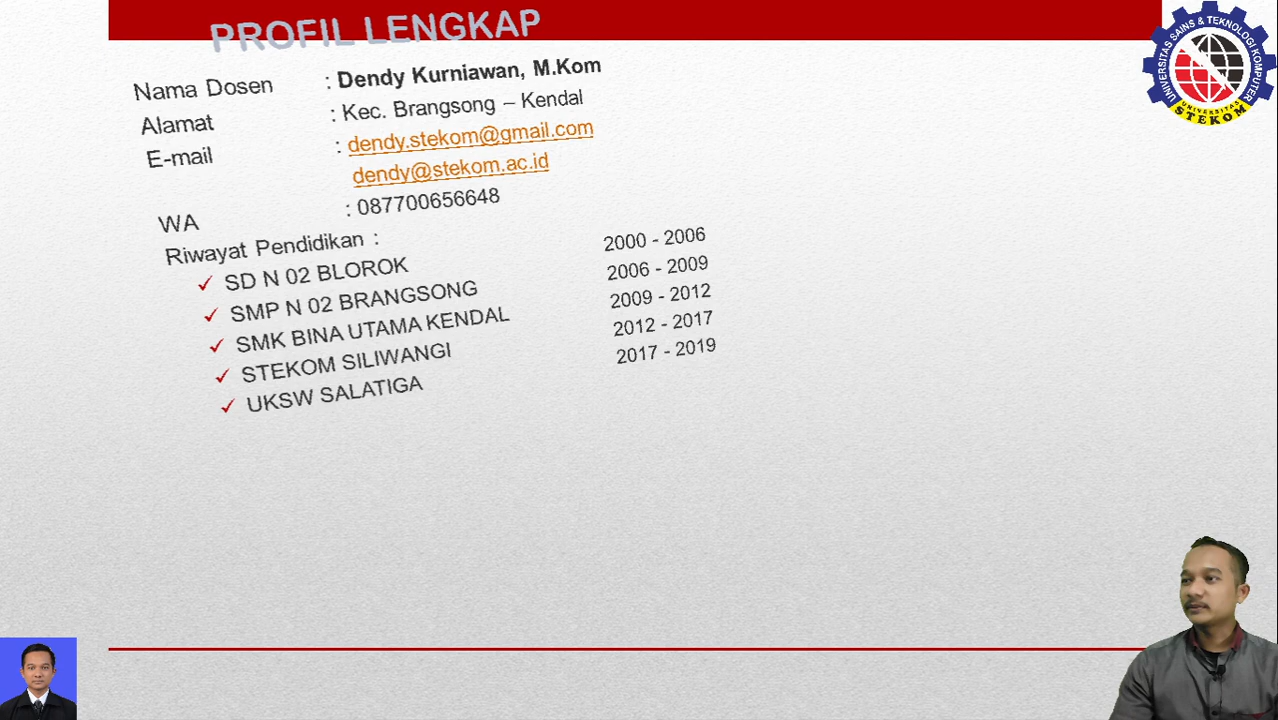 PROFIL LENGKAP
Nama Dosen : Dendy Kurniawan, M.Kom
Alamat : Kec. Brangsong – Kendal
E-mail : dendy.stekom@gmail.com
dendy@stekom.ac.id
WA : 087700656648
Riwayat Pendidikan :
✓ SD N 02 BLOROK 2000 - 2006
✓ SMP N 02 BRANGSONG 2006 - 2009
✓ SMK BINA UTAMA KENDAL 2009 - 2012
✓ STEKOM SILIWANGI 2012 - 2017
✓ UKSW SALATIGA 2017 - 2019
UNIVERSITAS SAINS & TEKNOLOGI KOMPUTER
UNIVERSITAS
STEKOM